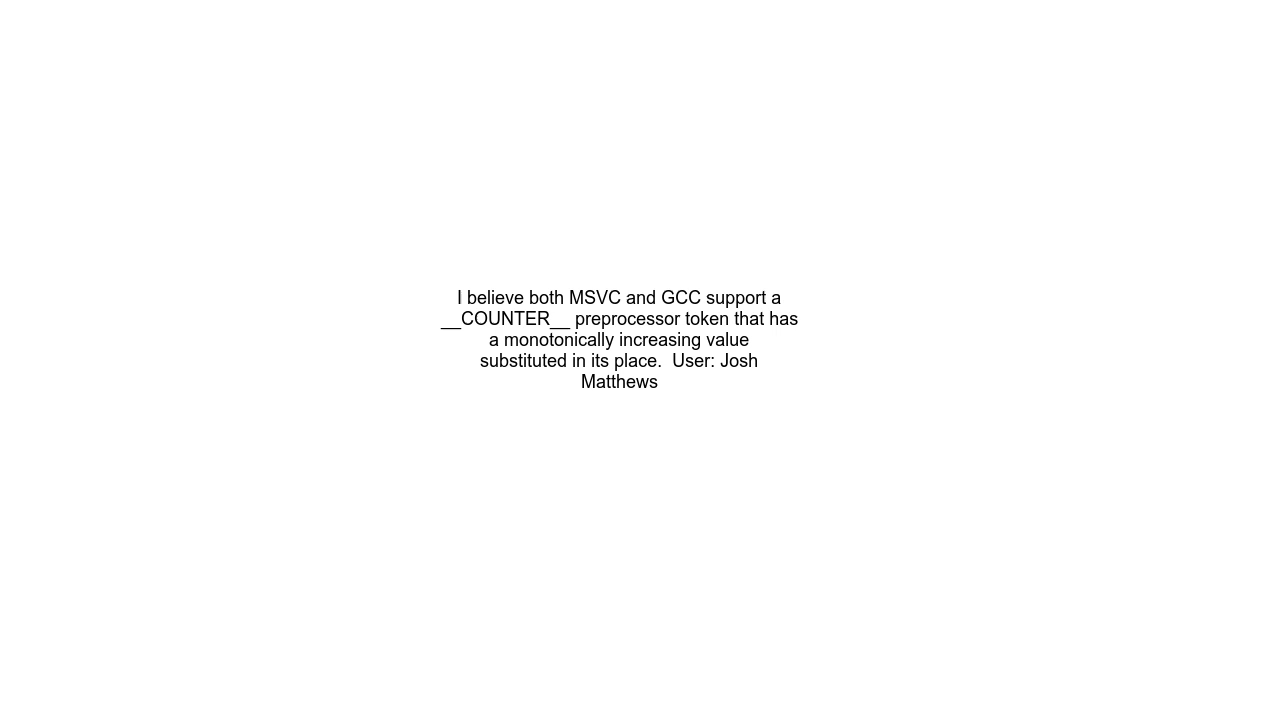 I believe both MSVC and GCC support a
__COUNTER__ preprocessor token that has
a monotonically increasing value
substituted in its place.  User: Josh
Matthews